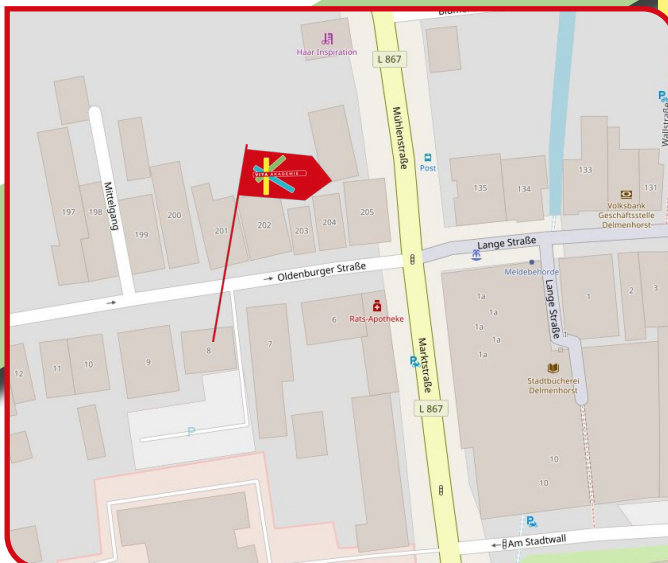 Haar-Inspiration
L 867
Mühlenstraße
Wallstraße
Mittelgang
VITA AKADEMIE
Post
133
131
135
134
Volksbank
Geschäftsstelle
Delmenhorst
197
198
199
200
201
202
203
204
205
Lange Straße
Oldenburger Straße
Meldebehörde
Lange Straße
1a
1a
1a
1a
1a
1
2
3
6
Rats-Apotheke
7
8
9
10
11
12
Marktstraße
P
Stadtbücherei
Delmenhorst
L 867
P
10
10
P
P
Am Stadtwall